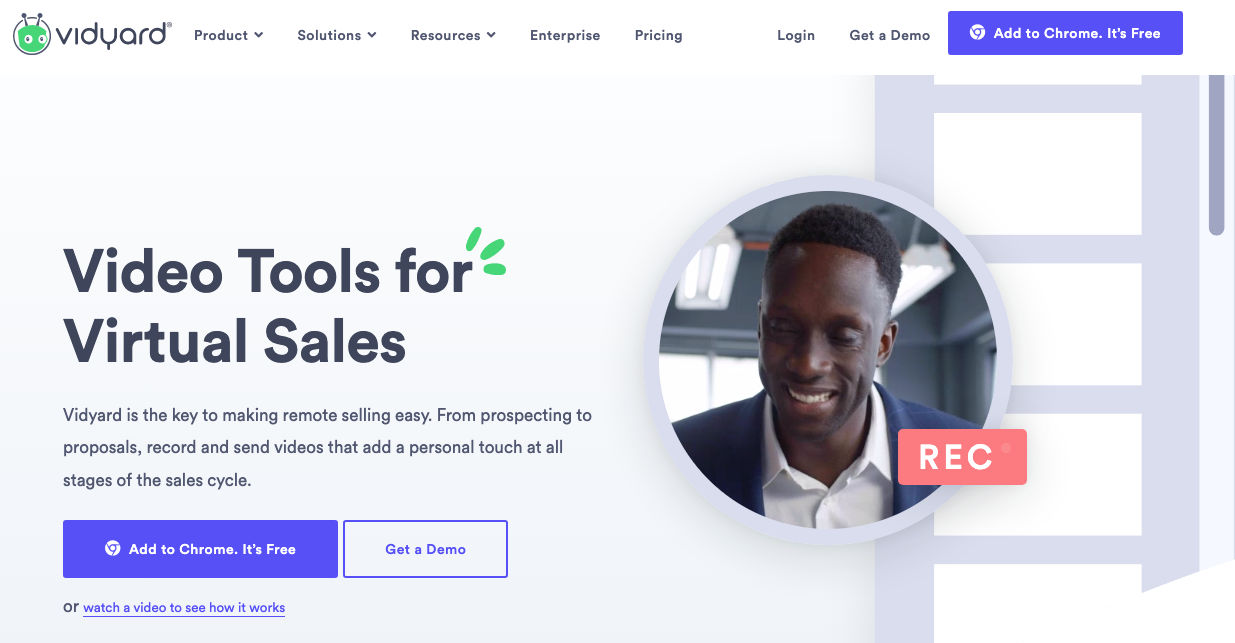 vidyard®
Product
Solutions
Resources
Enterprise
Pricing
Login
Get a Demo
Add to Chrome. It's Free
Video Tools for
Virtual Sales
Vidyard is the key to making remote selling easy. From prospecting to
proposals, record and send videos that add a personal touch at all
stages of the sales cycle.
REC
Add to Chrome. It's Free
Get a Demo
or watch a video to see how it works